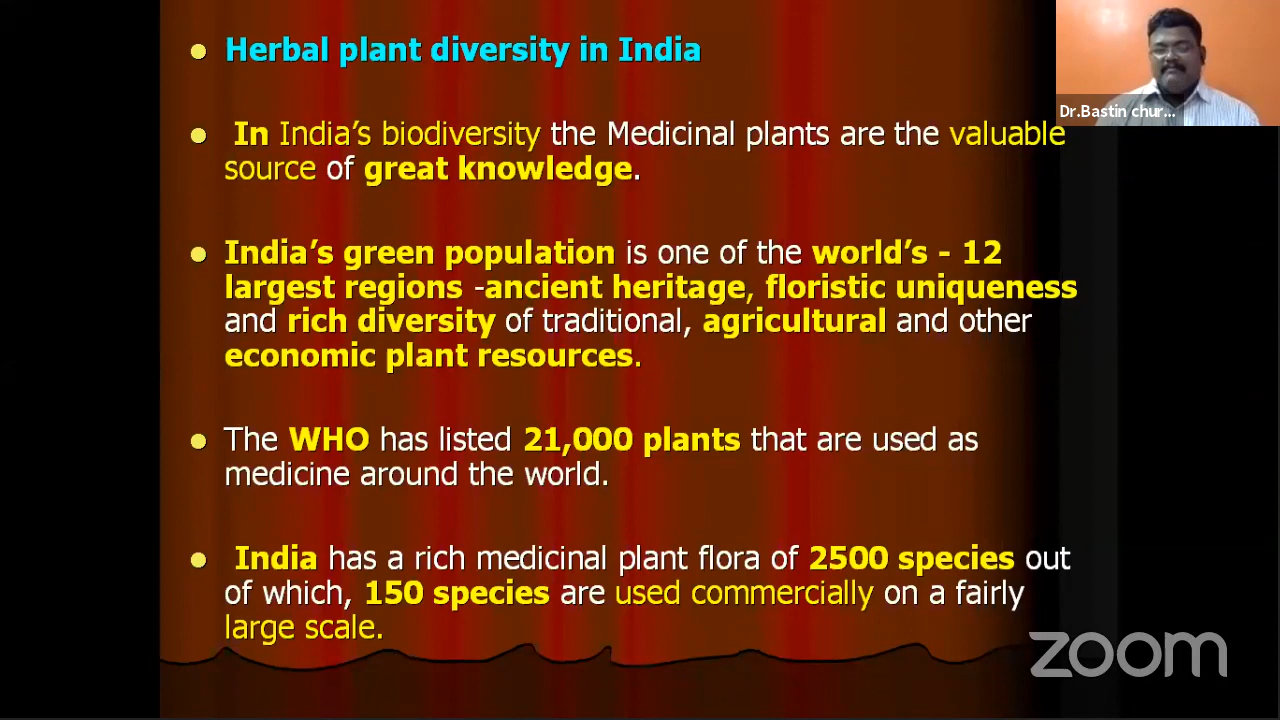 Herbal plant diversity in India
Dr.Bastin chur...
In India's biodiversity the Medicinal plants are the valuable
source of great knowledge.
India's green population is one of the world's - 12
largest regions -ancient heritage, floristic uniqueness
and rich diversity of traditional, agricultural and other
economic plant resources.
The WHO has listed 21,000 plants that are used as
medicine around the world.
India has a rich medicinal plant flora of 2500 species out
of which, 150 species are used commercially on a fairly
large scale.
zoom